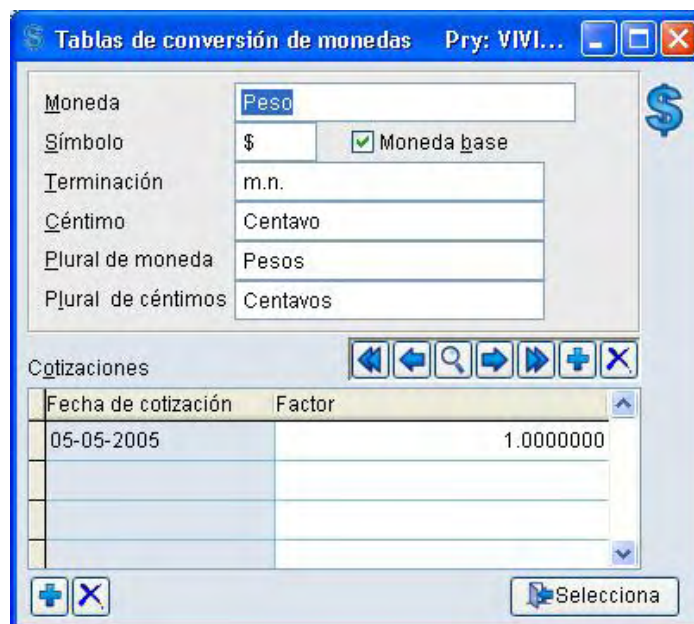 Tablas de conversión de monedas Pry: VIVI...
Moneda Peso
Símbolo $ Moneda base
Terminación m.n.
Céntimo Centavo
Plural de moneda Pesos
Plural de céntimos Centavos
Cotizaciones
Fecha de cotización Factor
05-05-2005 1.0000000
Selecciona